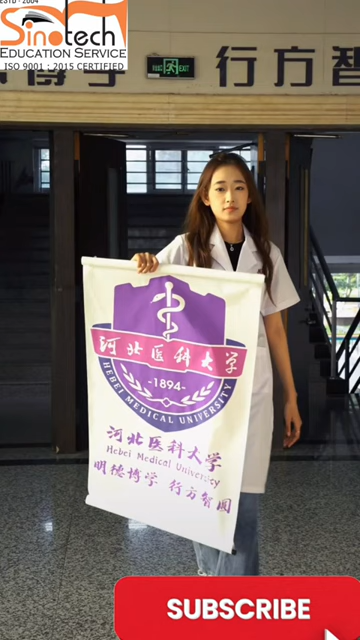 ESTD - 2004
Sinotech
EDUCATION SERVICE
ISO 9001 : 2015 CERTIFIED
EXIT
博学 行方智
河北医科大学
-1894-
HEBEI MEDICAL UNIVERSITY
河北医科大学
Hebei Medical University
明德博学 行方智圆
SUBSCRIBE